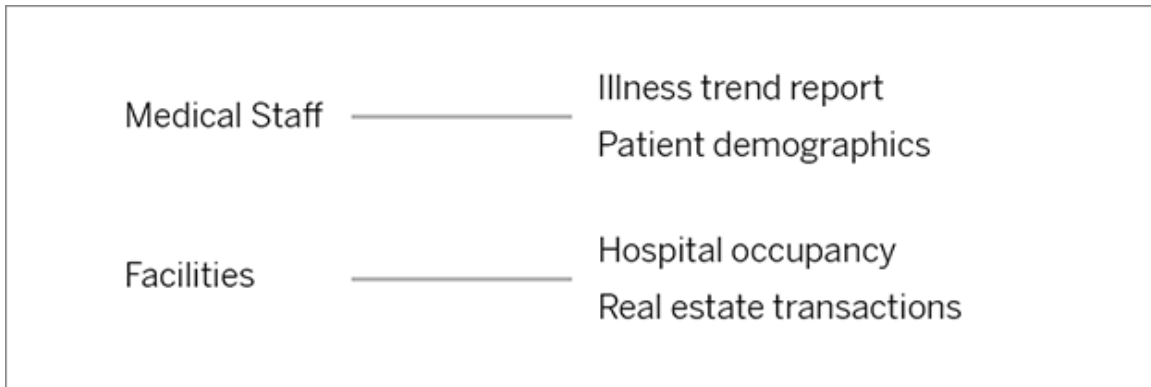 Medical Staff
Illness trend report
Patient demographics
Facilities
Hospital occupancy
Real estate transactions